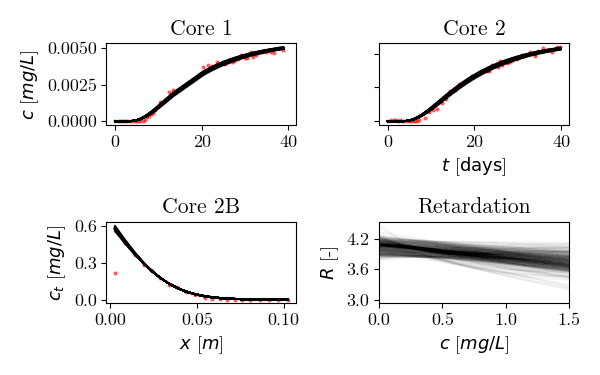 Core 1
Core 2
0.0050
0.0025
0.0000
c [mg/L]
0
20
40
0
20
40
t [days]
Core 2B
Retardation
0.6
0.3
0.0
c_t [mg/L]
4.2
3.6
3.0
R [-]
0.00
0.05
0.10
x [m]
0.0
0.5
1.0
1.5
c [mg/L]